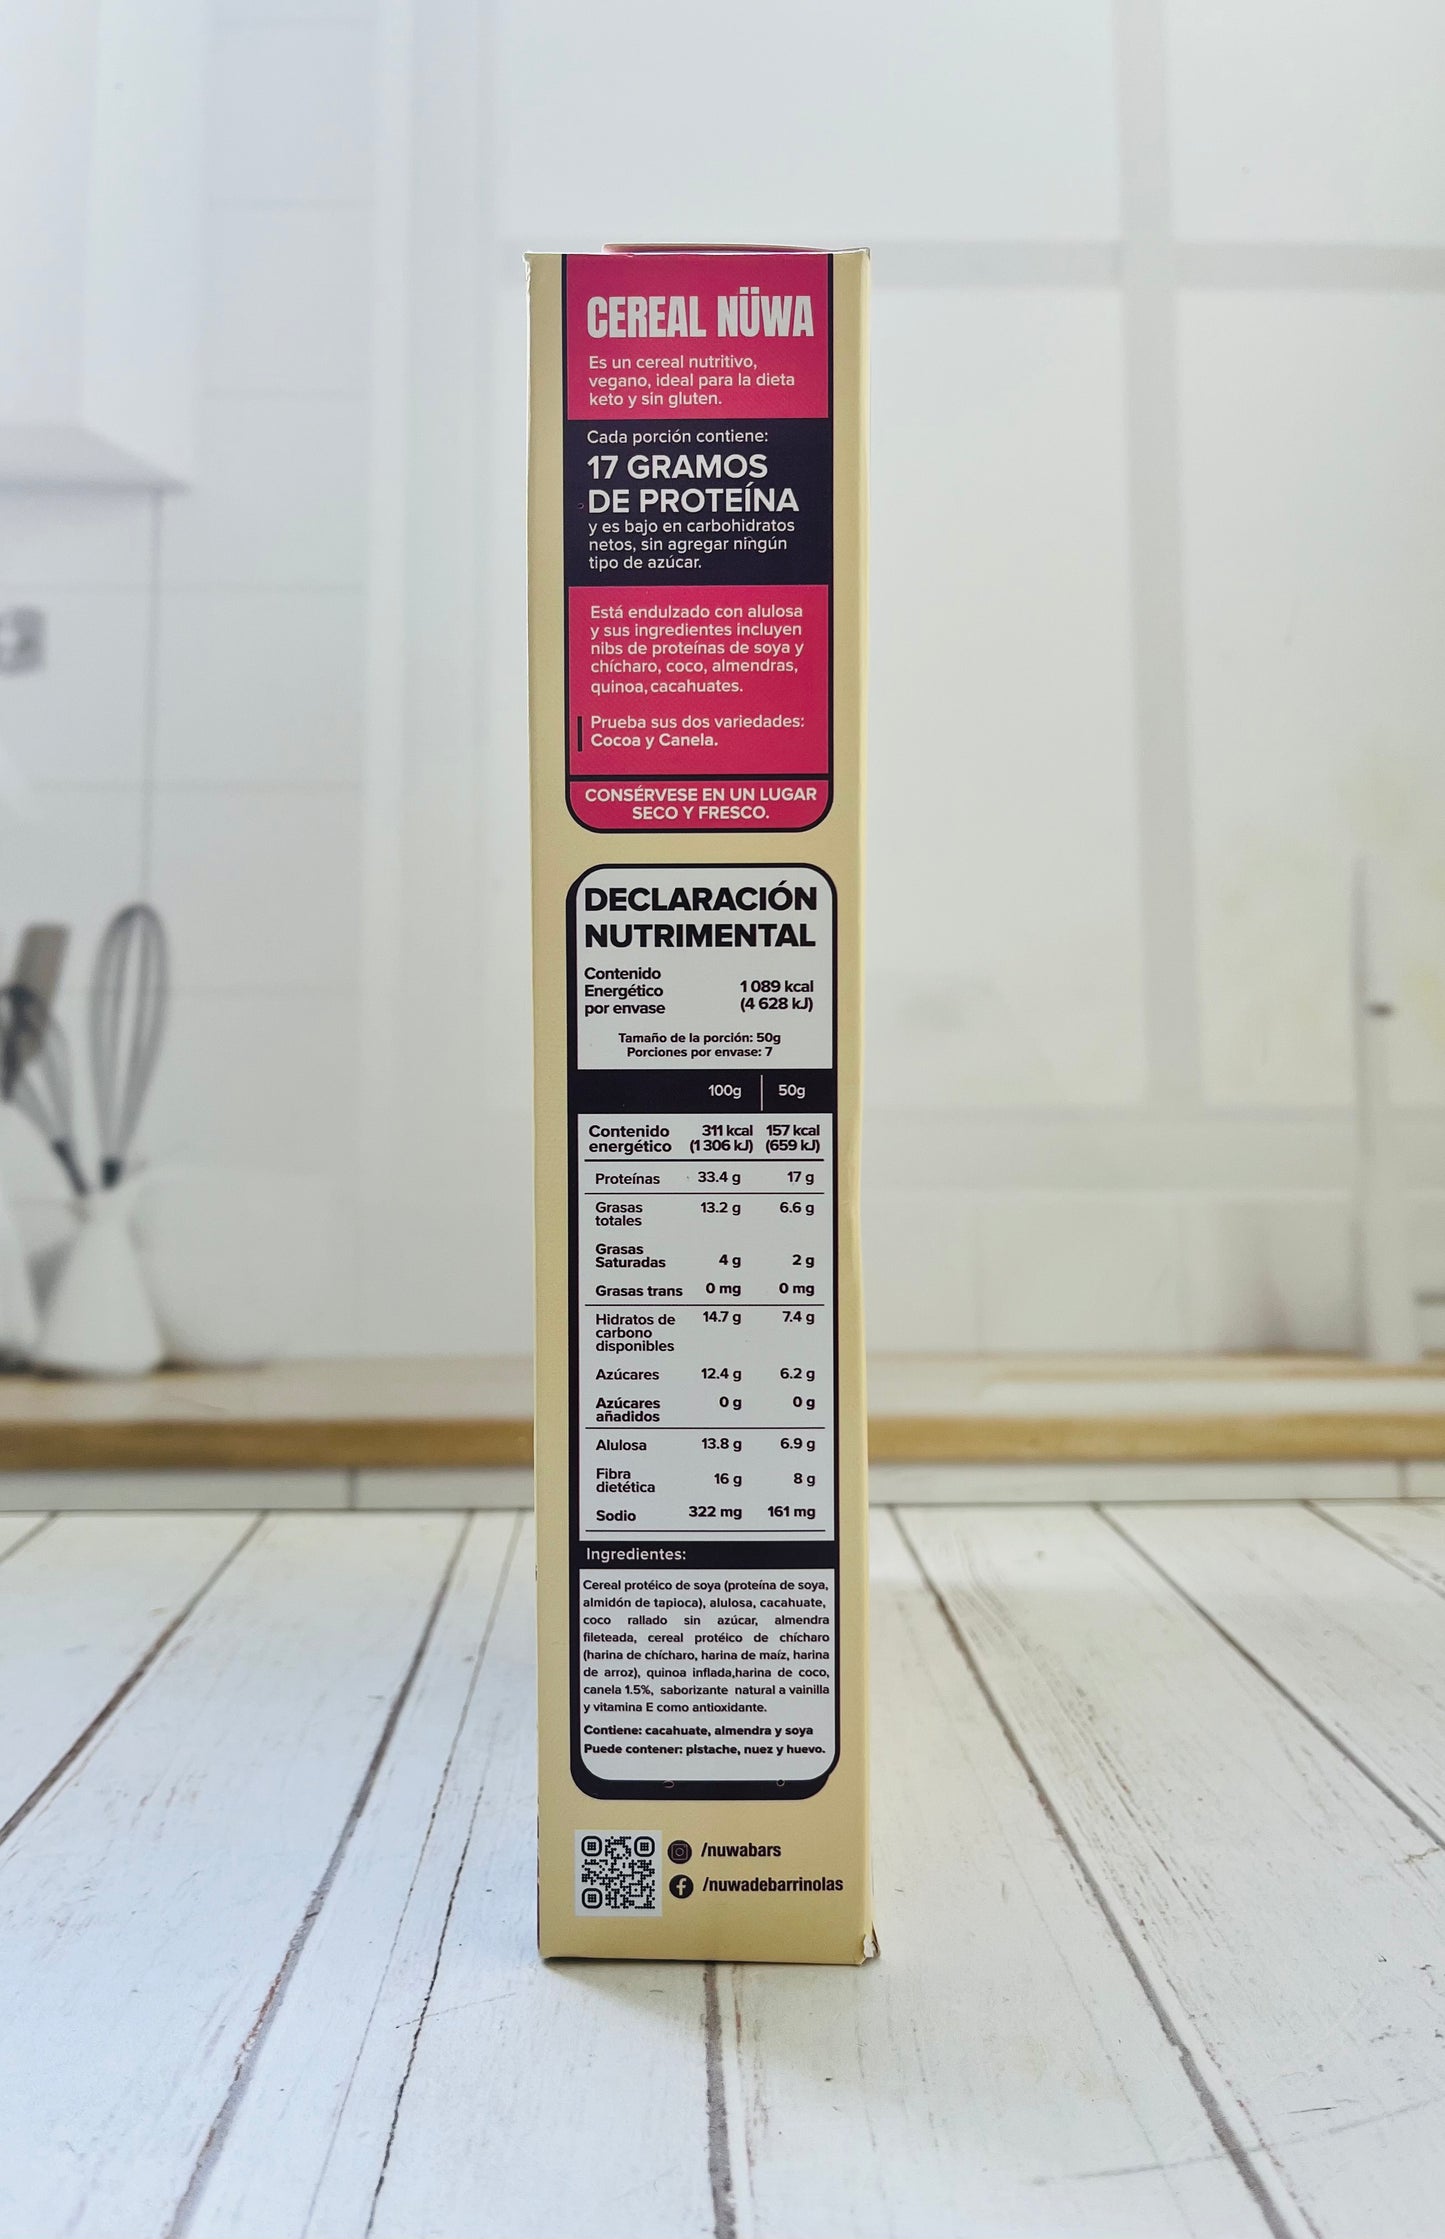 CEREAL NÜWA
Es un cereal nutritivo,
vegano, ideal para la dieta
keto y sin gluten.
Cada porción contiene:
17 GRAMOS
DE PROTEÍNA
y es bajo en carbohidratos
netos, sin agregar ningún
tipo de azúcar.
Está endulzado con alulosa
y sus ingredientes incluyen
nibs de proteínas de soya y
chícharo, coco, almendras,
quinoa, cacahuates.
Prueba sus dos variedades:
Cocoa y Canela.
CONSÉRVESE EN UN LUGAR
SECO Y FRESCO.
DECLARACIÓN
NUTRIMENTAL
Contenido
Energético 1 089 kcal
por envase (4 628 kJ)
Tamaño de la porción: 50g
Porciones por envase: 7
100g 50g
Contenido 311 kcal 157 kcal
energético (1 306 kJ) (659 kJ)
Proteínas 33.4 g 17 g
Grasas 13.2 g 6.6 g
totales
Grasas
Saturadas 4 g 2 g
Grasas trans 0 mg 0 mg
Hidratos de 14.7 g 7.4 g
carbono
disponibles
Azúcares 12.4 g 6.2 g
Azúcares 0 g 0 g
añadidos
Alulosa 13.8 g 6.9 g
Fibra 16 g 8 g
dietética
Sodio 322 mg 161 mg
Ingredientes:
Cereal protéico de soya (proteína de soya,
almidón de tapioca), alulosa, cacahuate,
coco rallado sin azúcar, almendra
fileteada, cereal protéico de chícharo
(harina de chícharo, harina de maíz, harina
de arroz), quinoa inflada,harina de coco,
canela 1.5%, saborizante natural a vainilla
y vitamina E como antioxidante.
Contiene: cacahuate, almendra y soya
Puede contener: pistache, nuez y huevo.
/nuwabars
/nuwadebarrinolas